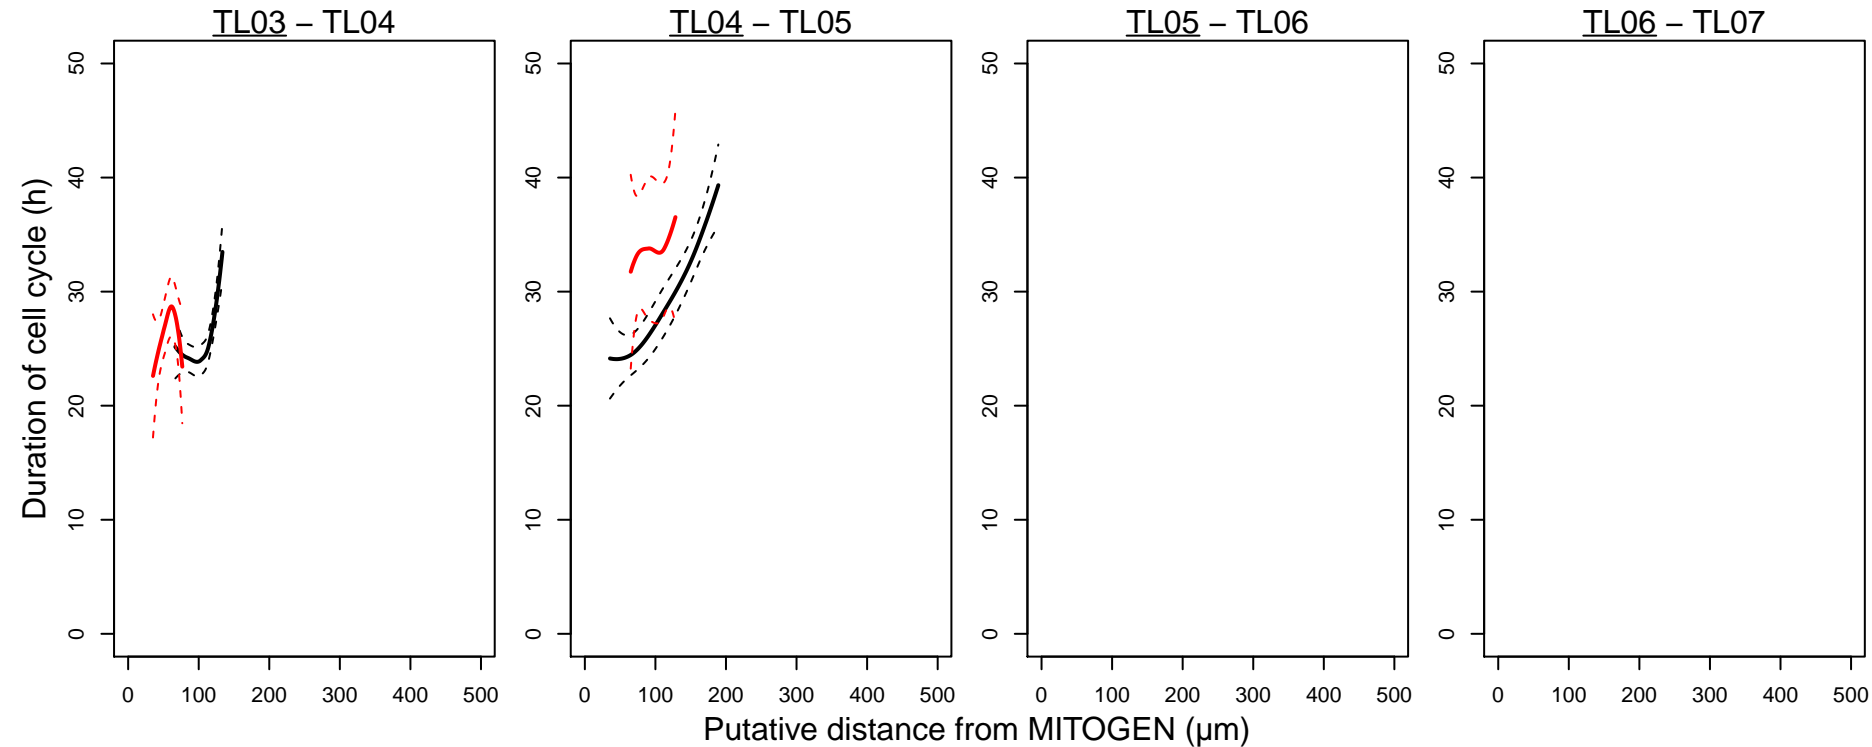 TL03 – TL04
TL04 – TL05
TL05 – TL06
TL06 – TL07
Duration of cell cycle (h)
50
40
30
20
10
0
50
40
30
20
10
0
50
40
30
20
10
0
50
40
30
20
10
0
0 100 200 300 400 500
0 100 200 300 400 500
0 100 200 300 400 500
0 100 200 300 400 500
Putative distance from MITOGEN (µm)